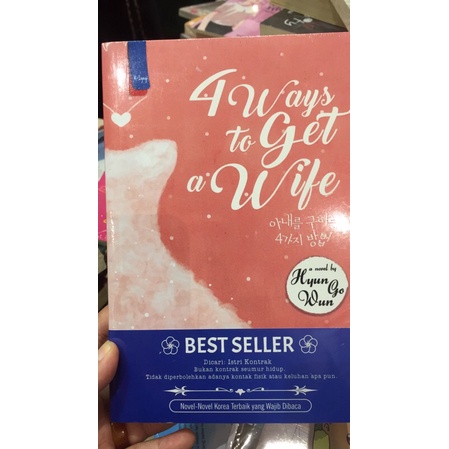 4 Ways
to Get
a Wife
아내를 구하는
4가지 방법!
a novel by
Hyun Go
Wun
BEST SELLER
Dicari: Istri Kontrak
Bukan kontrak seumur hidup.
Tidak diperbolehkan adanya kontak fisik atau keluhan apa pun.
Novel-Novel Korea Terbaik yang Wajib Dibaca